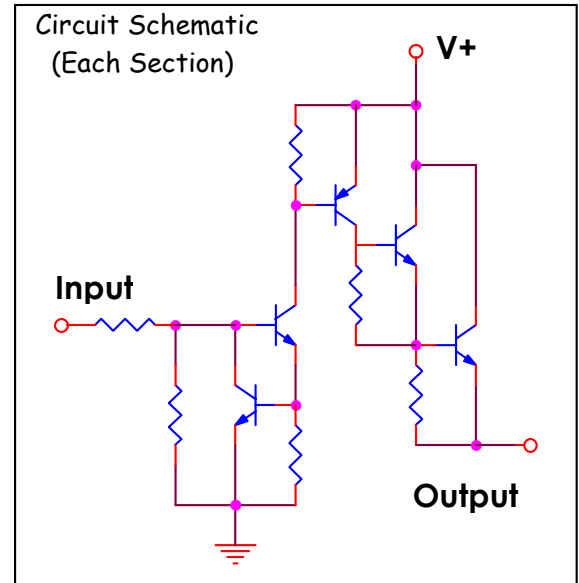 Circuit Schematic
(Each Section)
V+
Input
Output